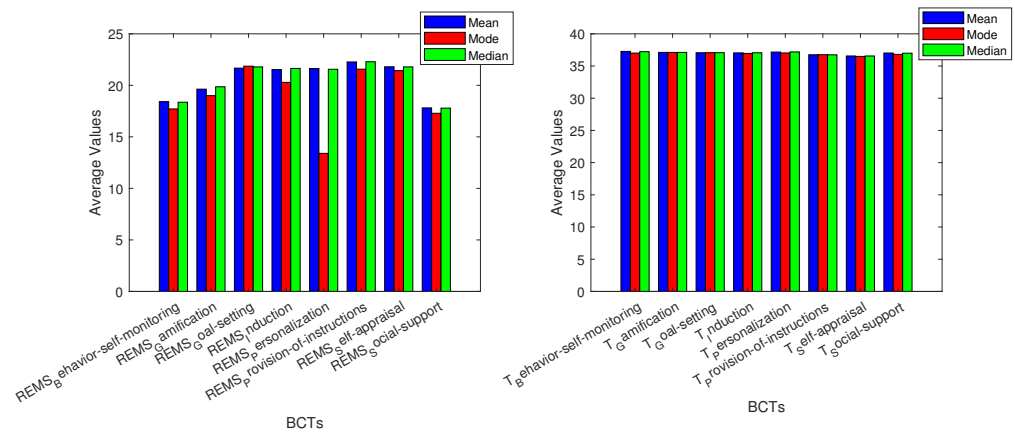 25
20
15
10
5
0
Average Values
Mean
Mode
Median
REMS_Behavior-self-monitoring
REMS_Gamification
REMS_Goal-setting
REMS_Induction
REMS_Personalization
REMS_Provision-of-instructions
REMS_Self-appraisal
REMS_Social-support
BCTs
40
35
30
25
20
15
10
5
0
Average Values
Mean
Mode
Median
T_Behavior-self-monitoring
T_Gamification
T_Goal-setting
T_Induction
T_Personalization
T_Provision-of-instructions
T_Self-appraisal
T_Social-support
BCTs